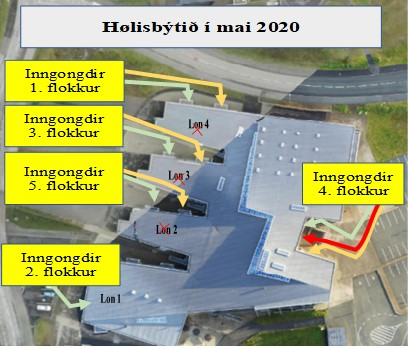 Hølisbýtið í mai 2020
Inngongdir
1. flokkur
Lon 4
Inngongdir
3. flokkur
Lon 3
Inngongdir
5. flokkur
Inngongdir
4. flokkur
Lon 2
Inngongdir
2. flokkur
Lon 1